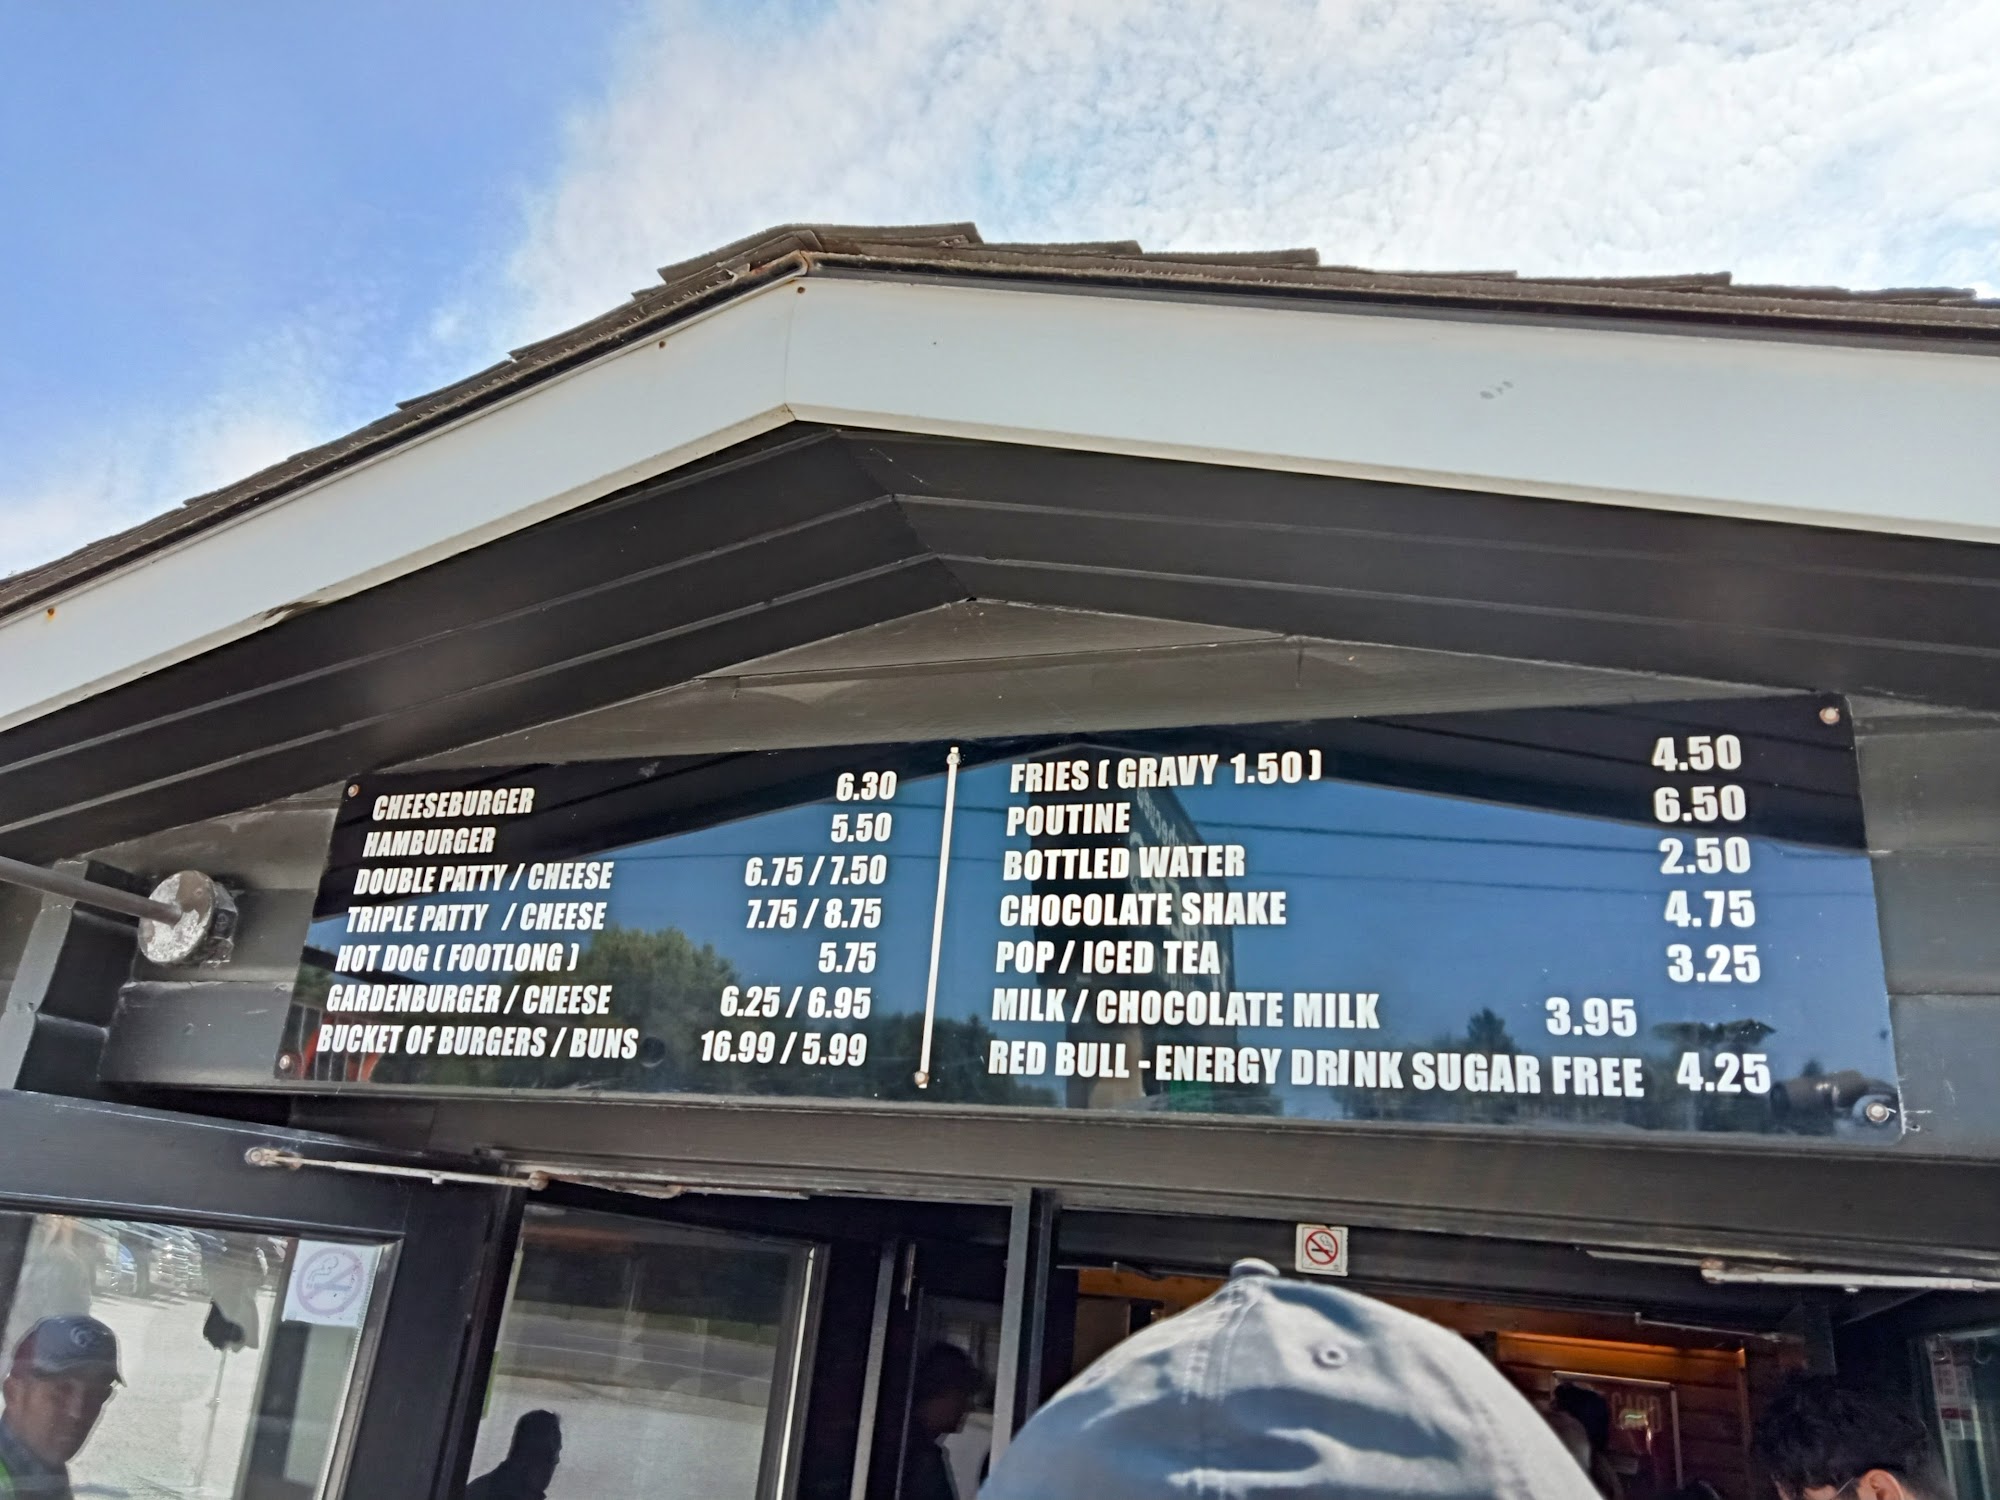 CHEESEBURGER 6.30
HAMBURGER 5.50
DOUBLE PATTY / CHEESE 6.75 / 7.50
TRIPLE PATTY / CHEESE 7.75 / 8.75
HOT DOG ( FOOTLONG ) 5.75
GARDENBURGER / CHEESE 6.25 / 6.95
BUCKET OF BURGERS / BUNS 16.99 / 5.99
FRIES ( GRAVY 1.50 ) 4.50
POUTINE 6.50
BOTTLED WATER 2.50
CHOCOLATE SHAKE 4.75
POP / ICED TEA 3.25
MILK / CHOCOLATE MILK 3.95
RED BULL - ENERGY DRINK SUGAR FREE 4.25